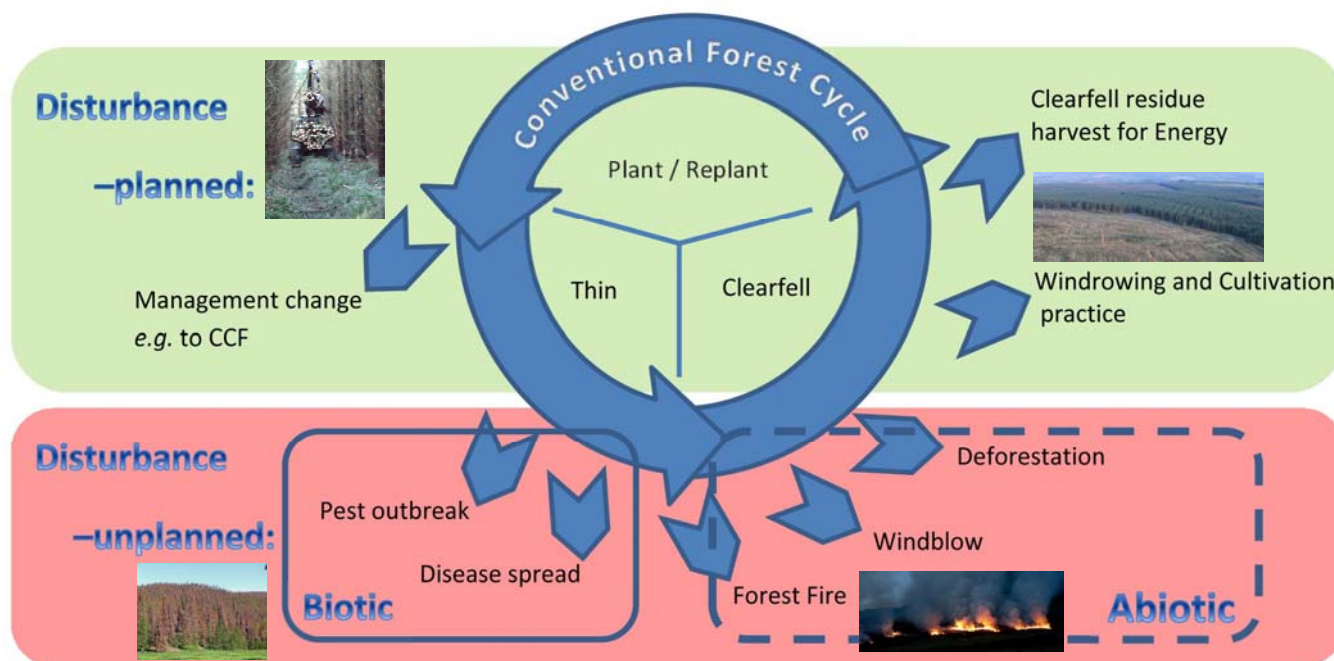 Conventional Forest Cycle
Disturbance
–planned:
Plant / Replant
Thin
Clearfell
Management change
e.g. to CCF
Clearfell residue
harvest for Energy
Windrowing and Cultivation
practice
Disturbance
–unplanned:
Pest outbreak
Disease spread
Biotic
Deforestation
Windblow
Forest Fire
Abiotic